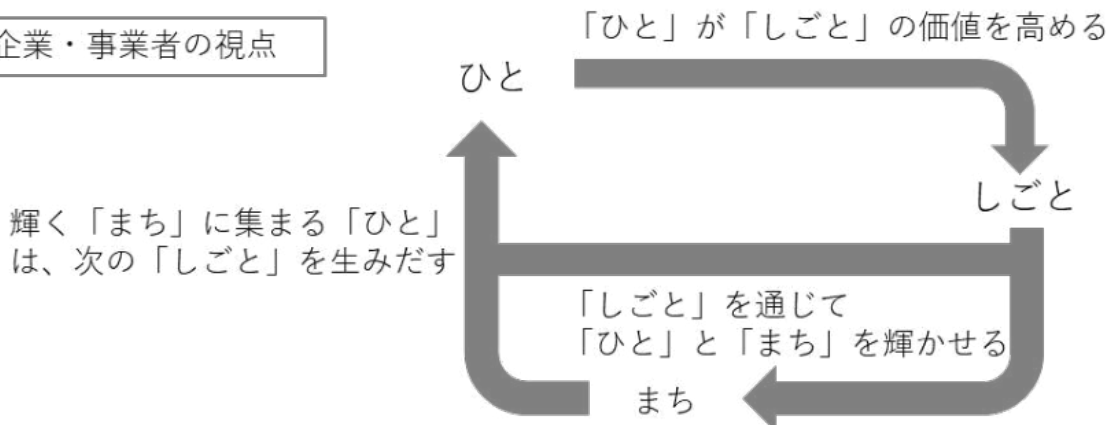 企業・事業者の視点
「ひと」が「しごと」の価値を高める
ひと
しごと
輝く「まち」に集まる「ひと」
は、次の「しごと」を生みだす
「しごと」を通じて
「ひと」と「まち」を輝かせる
まち